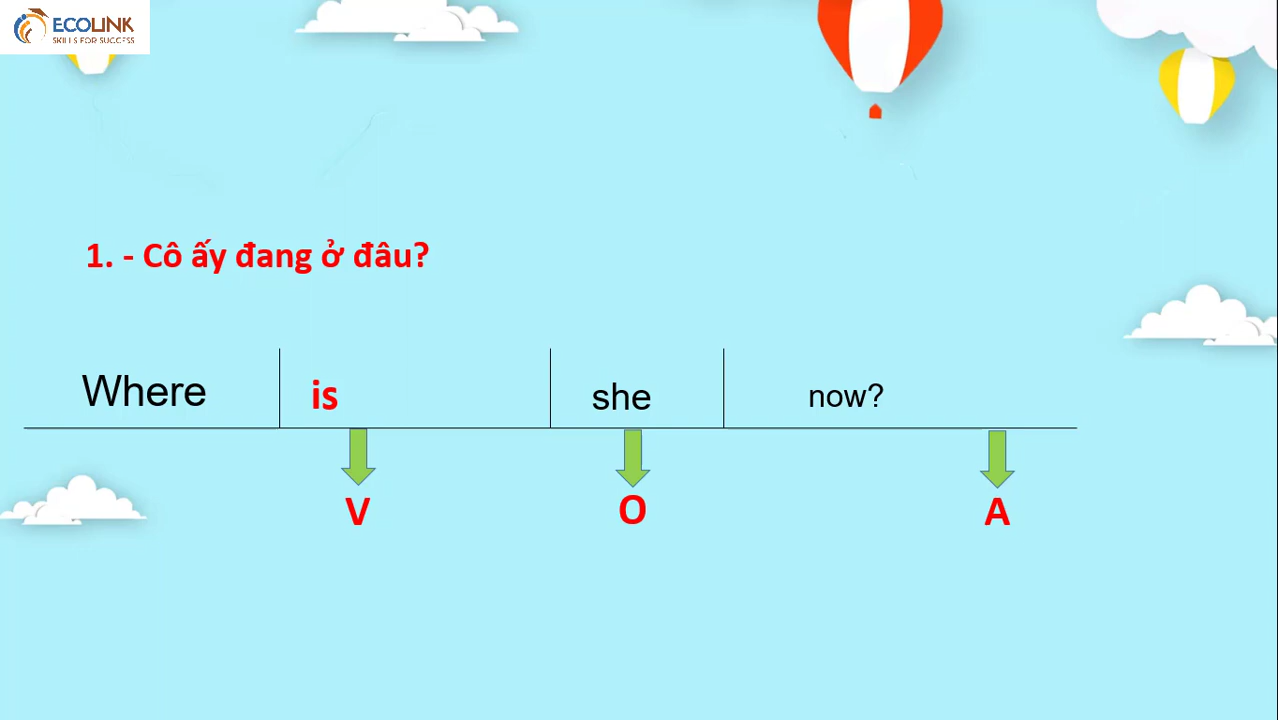 ECOLINK
SKILLS FOR SUCCESS
1. - Cô ấy đang ở đâu?
Where is she now?
V O A